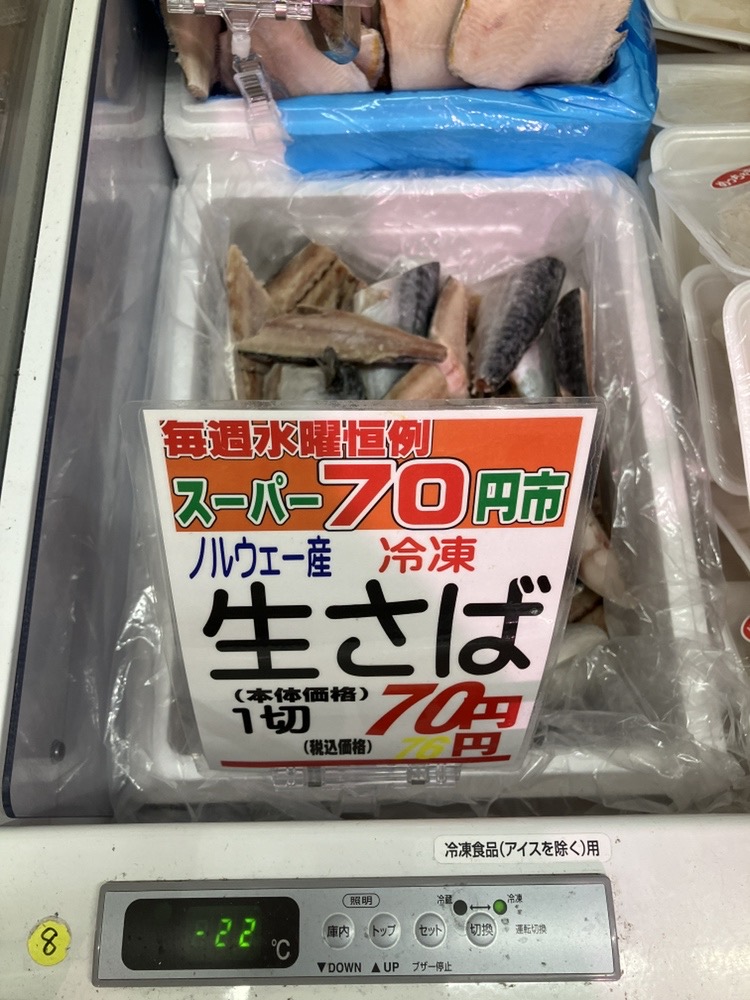 毎週水曜恒例
スーパー70円市
ノルウェー産 冷凍
生さば
(本体価格)
1切 70円
(税込価格) 76円
冷凍食品(アイスを除く)用
照明
冷蔵 ⟷ 冷凍
-22 ℃
庫内 トップ セット 切換 運転切換
▼DOWN ▲UP ブザー停止
8